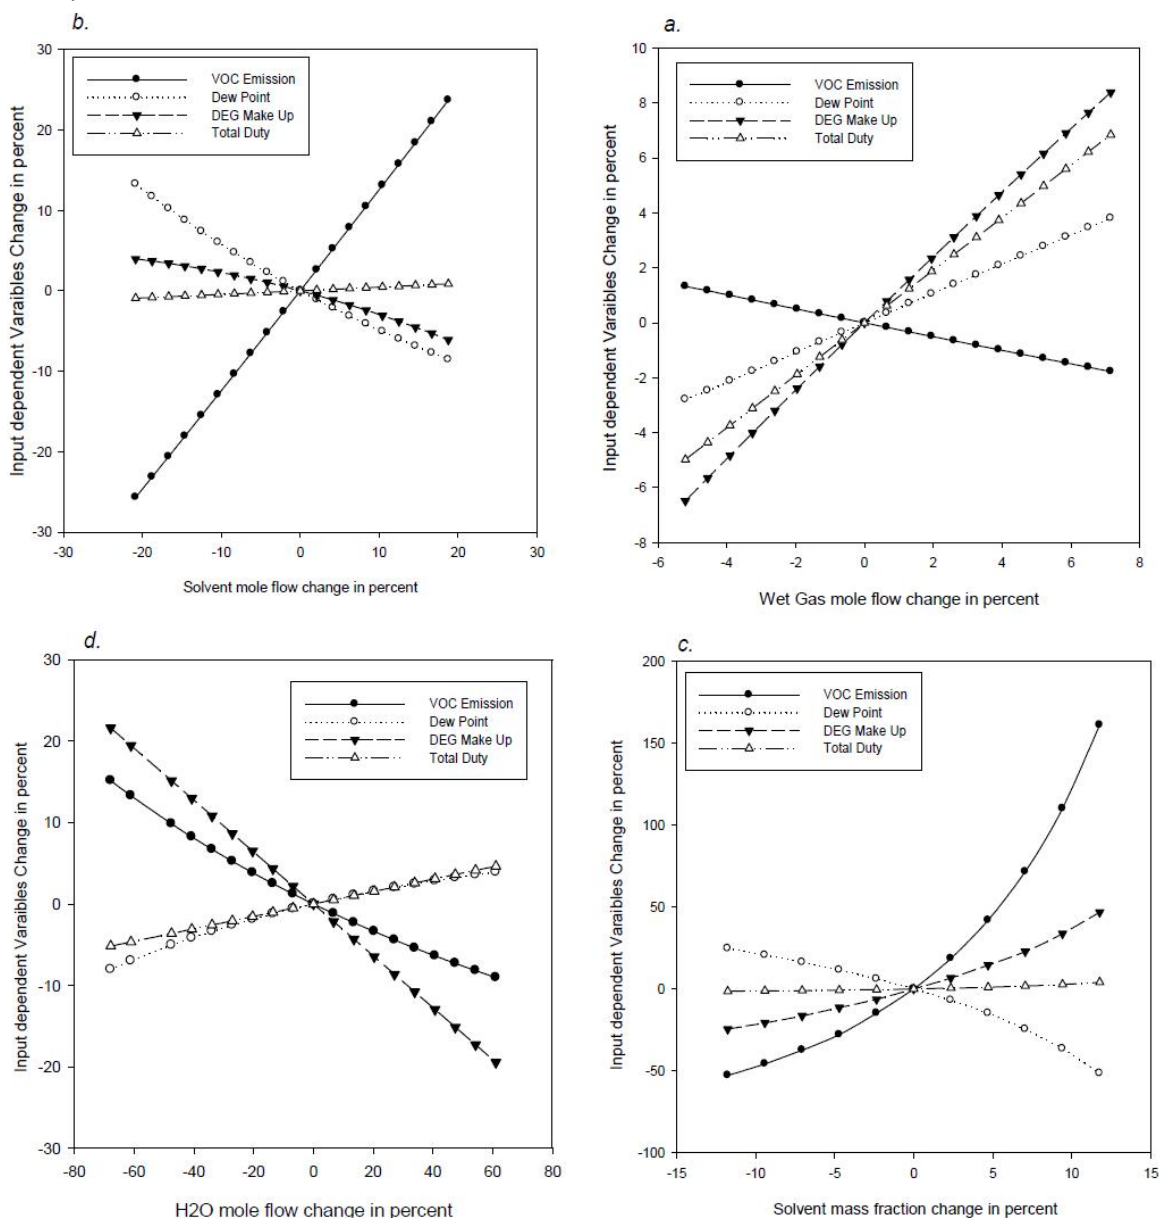 b.
Input dependent Varaibles Change in percent
30
20
10
0
-10
-20
-30
VOC Emission
Dew Point
DEG Make Up
Total Duty
-30
-20
-10
0
10
20
30
Solvent mole flow change in percent
a.
Input dependent Varaibles Change in percent
10
8
6
4
2
0
-2
-4
-6
-8
VOC Emission
Dew Point
DEG Make Up
Total Duty
-6
-4
-2
0
2
4
6
8
Wet Gas mole flow change in percent
d.
Input dependent Varaibles Change in percent
30
20
10
0
-10
-20
-30
VOC Emission
Dew Point
DEG Make Up
Total Duty
-80
-60
-40
-20
0
20
40
60
80
H2O mole flow change in percent
c.
Input dependent Varaibles Change in percent
200
150
100
50
0
-50
-100
VOC Emission
Dew Point
DEG Make Up
Total Duty
-15
-10
-5
0
5
10
15
Solvent mass fraction change in percent